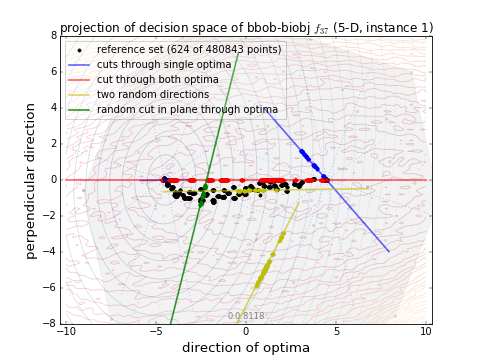 projection of decision space of bbob-biobj f37 (5-D, instance 1)
reference set (624 of 480843 points)
cuts through single optima
cut through both optima
two random directions
random cut in plane through optima
8
6
4
2
0
−2
−4
−6
−8
perpendicular direction
0.0.8118
−10 −5 0 5 10
direction of optima